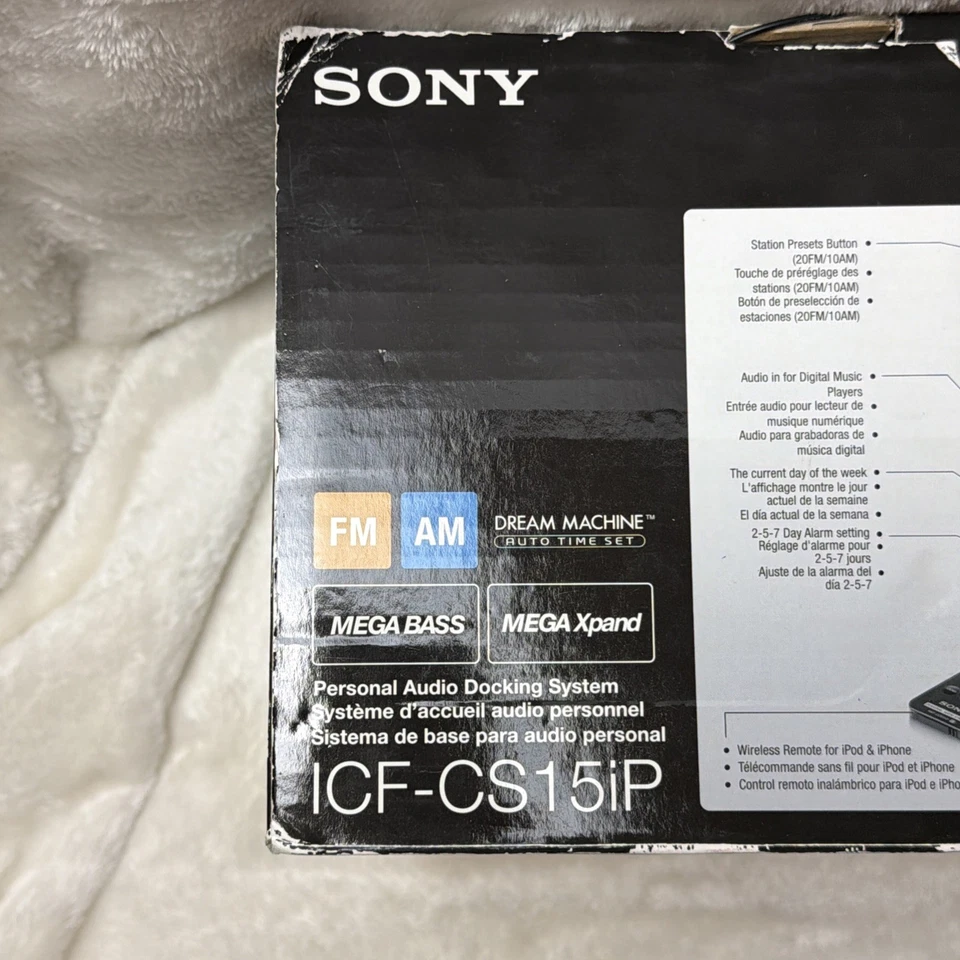 SONY
Station Presets Button
(20FM/10AM)
Touche de préréglage des
stations (20FM/10AM)
Botón de preselección de
estaciones (20FM/10AM)
Audio in for Digital Music
Players
Entrée audio pour lecteur de
musique numérique
Audio para grabadoras de
música digital
The current day of the week
L'affichage montre le jour
actuel de la semaine
El día actual de la semana
2-5-7 Day Alarm setting
Réglage d'alarme pour
2-5-7 jours
Ajuste de la alarma del
día 2-5-7
FM AM DREAM MACHINE™
AUTO TIME SET
MEGA BASS MEGA Xpand
Personal Audio Docking System
Système d'accueil audio personnel
Sistema de base para audio personal
ICF-CS15iP
SONY
Wireless Remote for iPod & iPhone
Télécommande sans fil pour iPod et iPhone
Control remoto inalámbrico para iPod e iPho